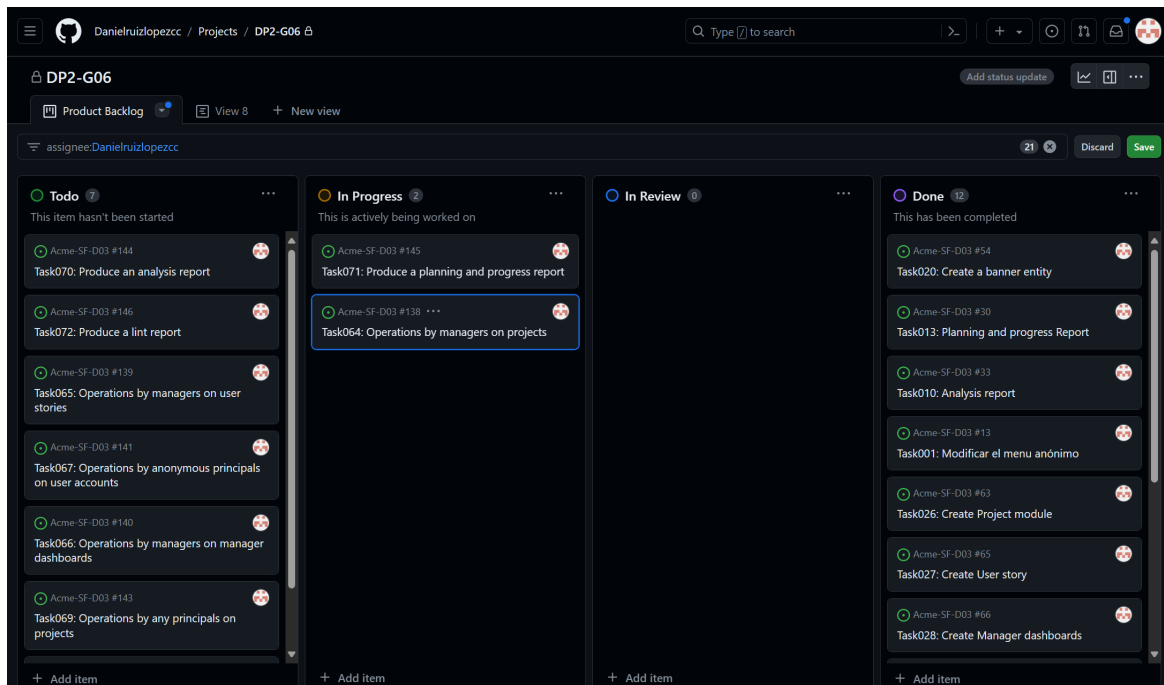 Danielruizlopezcc / Projects / DP2-G06
Type / to search
DP2-G06
Add status update
Product Backlog
View 8
New view
assignee:Danielruizlopezcc
21
Discard
Save
Todo 7
This item hasn't been started
Acme-SF-D03 #144
Task070: Produce an analysis report
Acme-SF-D03 #146
Task072: Produce a lint report
Acme-SF-D03 #139
Task065: Operations by managers on user
stories
Acme-SF-D03 #141
Task067: Operations by anonymous principals
on user accounts
Acme-SF-D03 #140
Task066: Operations by managers on manager
dashboards
Acme-SF-D03 #143
Task069: Operations by any principals on
projects
+ Add item
In Progress 2
This is actively being worked on
Acme-SF-D03 #145
Task071: Produce a planning and progress report
Acme-SF-D03 #138
Task064: Operations by managers on projects
+ Add item
In Review 0
+ Add item
Done 12
This has been completed
Acme-SF-D03 #54
Task020: Create a banner entity
Acme-SF-D03 #30
Task013: Planning and progress Report
Acme-SF-D03 #33
Task010: Analysis report
Acme-SF-D03 #13
Task001: Modificar el menu anónimo
Acme-SF-D03 #63
Task026: Create Project module
Acme-SF-D03 #65
Task027: Create User story
Acme-SF-D03 #66
Task028: Create Manager dashboards
+ Add item